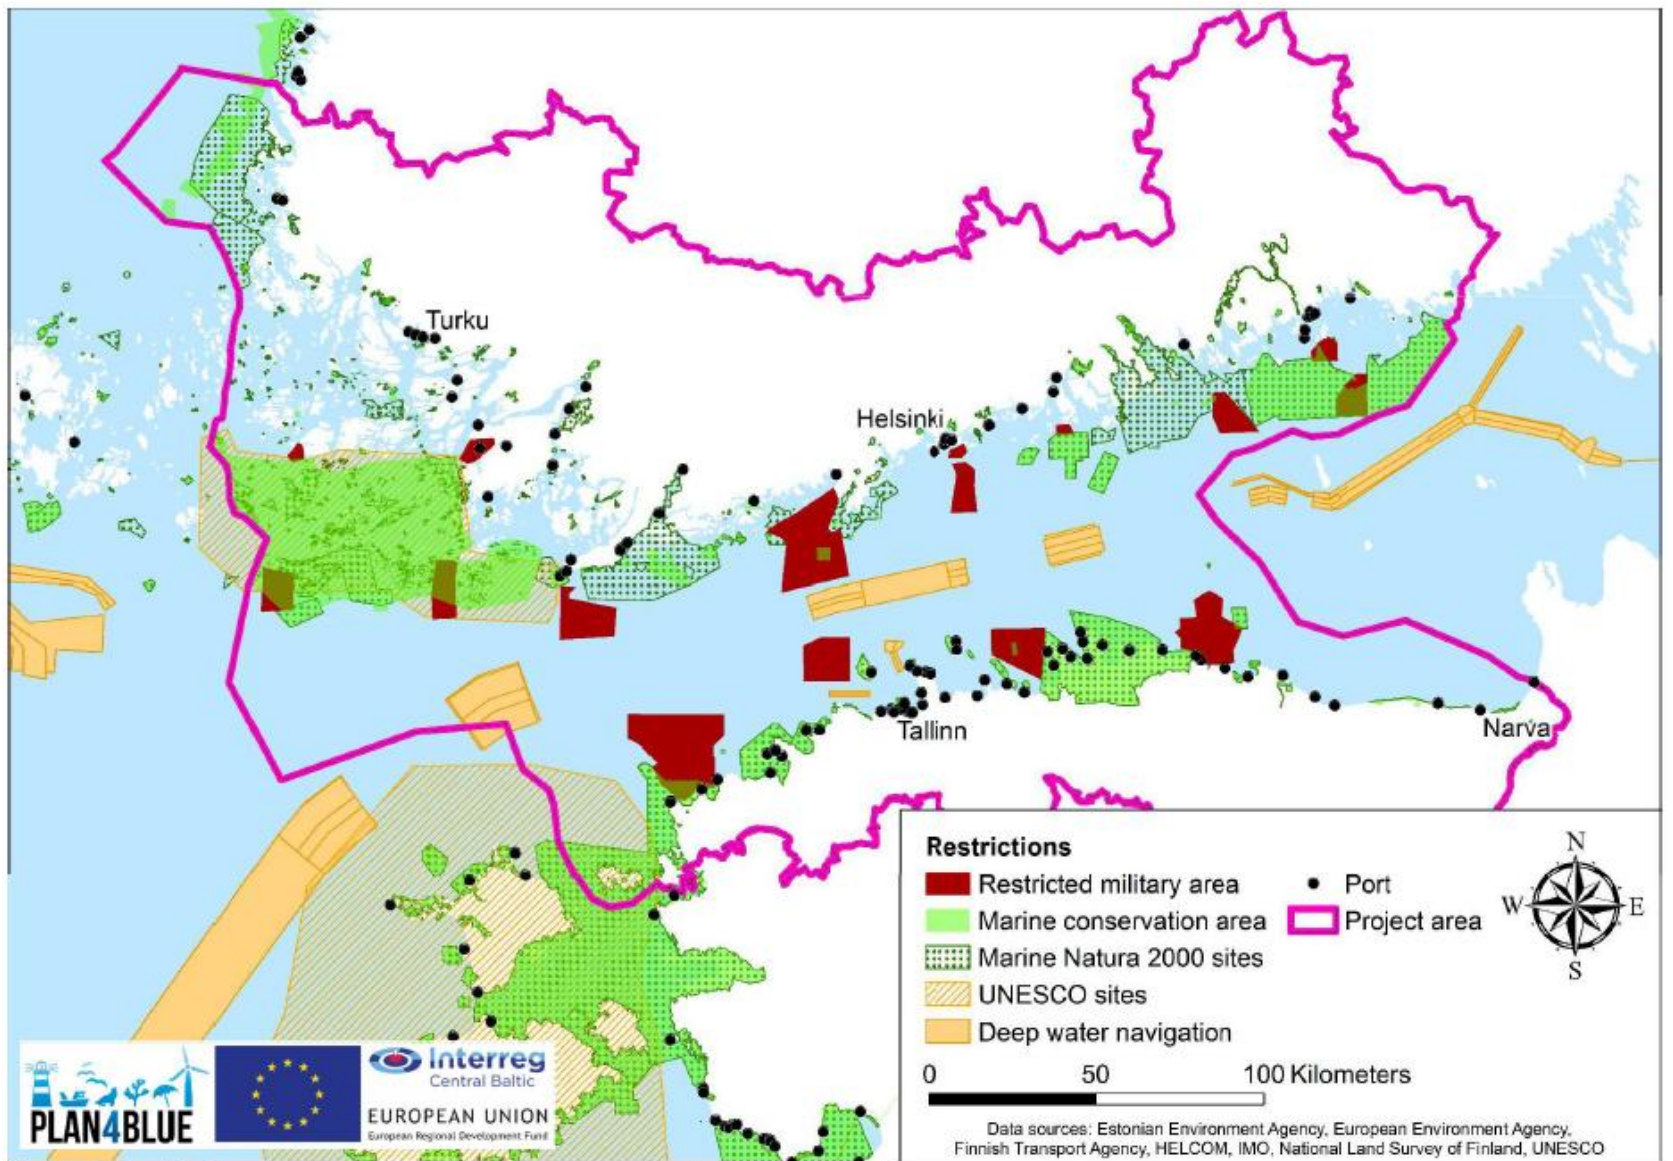 Turku
Helsinki
Tallinn
Narva
Restrictions
Restricted military area
Marine conservation area
Marine Natura 2000 sites
UNESCO sites
Deep water navigation
Port
Project area
N
W
E
S
0 50 100 Kilometers
Data sources: Estonian Environment Agency, European Environment Agency,
Finnish Transport Agency, HELCOM, IMO, National Land Survey of Finland, UNESCO
PLAN4BLUE
Interreg
Central Baltic
EUROPEAN UNION
European Regional Development Fund